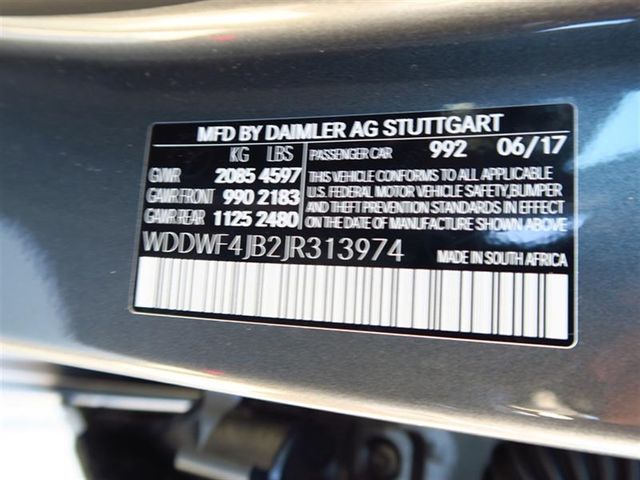 MFD BY DAIMLER AG STUTTGART
KG LBS PASSENGER CAR 992 06/17
GVWR 2085 4597 THIS VEHICLE CONFORMS TO ALL APPLICABLE
GAWR FRONT 990 2183 U.S. FEDERAL MOTOR VEHICLE SAFETY, BUMPER
GAWR REAR 1125 2480 AND THEFT PREVENTION STANDARDS IN EFFECT
ON THE DATE OF MANUFACTURE SHOWN ABOVE
WDDWF4JB2JR313974 MADE IN SOUTH AFRICA